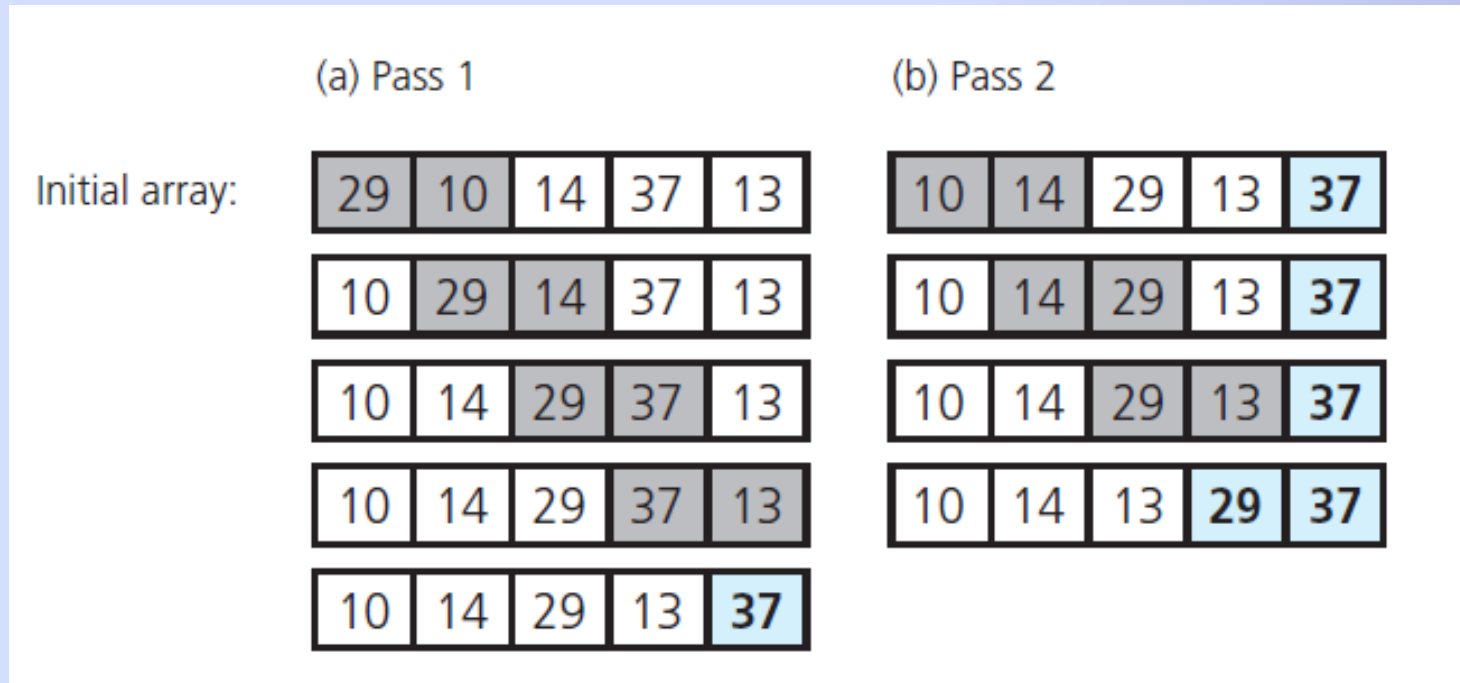 (a) Pass 1 (b) Pass 2
Initial array: 29 10 14 37 13 10 14 29 13 37
10 29 14 37 13 10 14 29 13 37
10 14 29 37 13 10 14 29 13 37
10 14 29 37 13 10 14 13 29 37
10 14 29 13 37